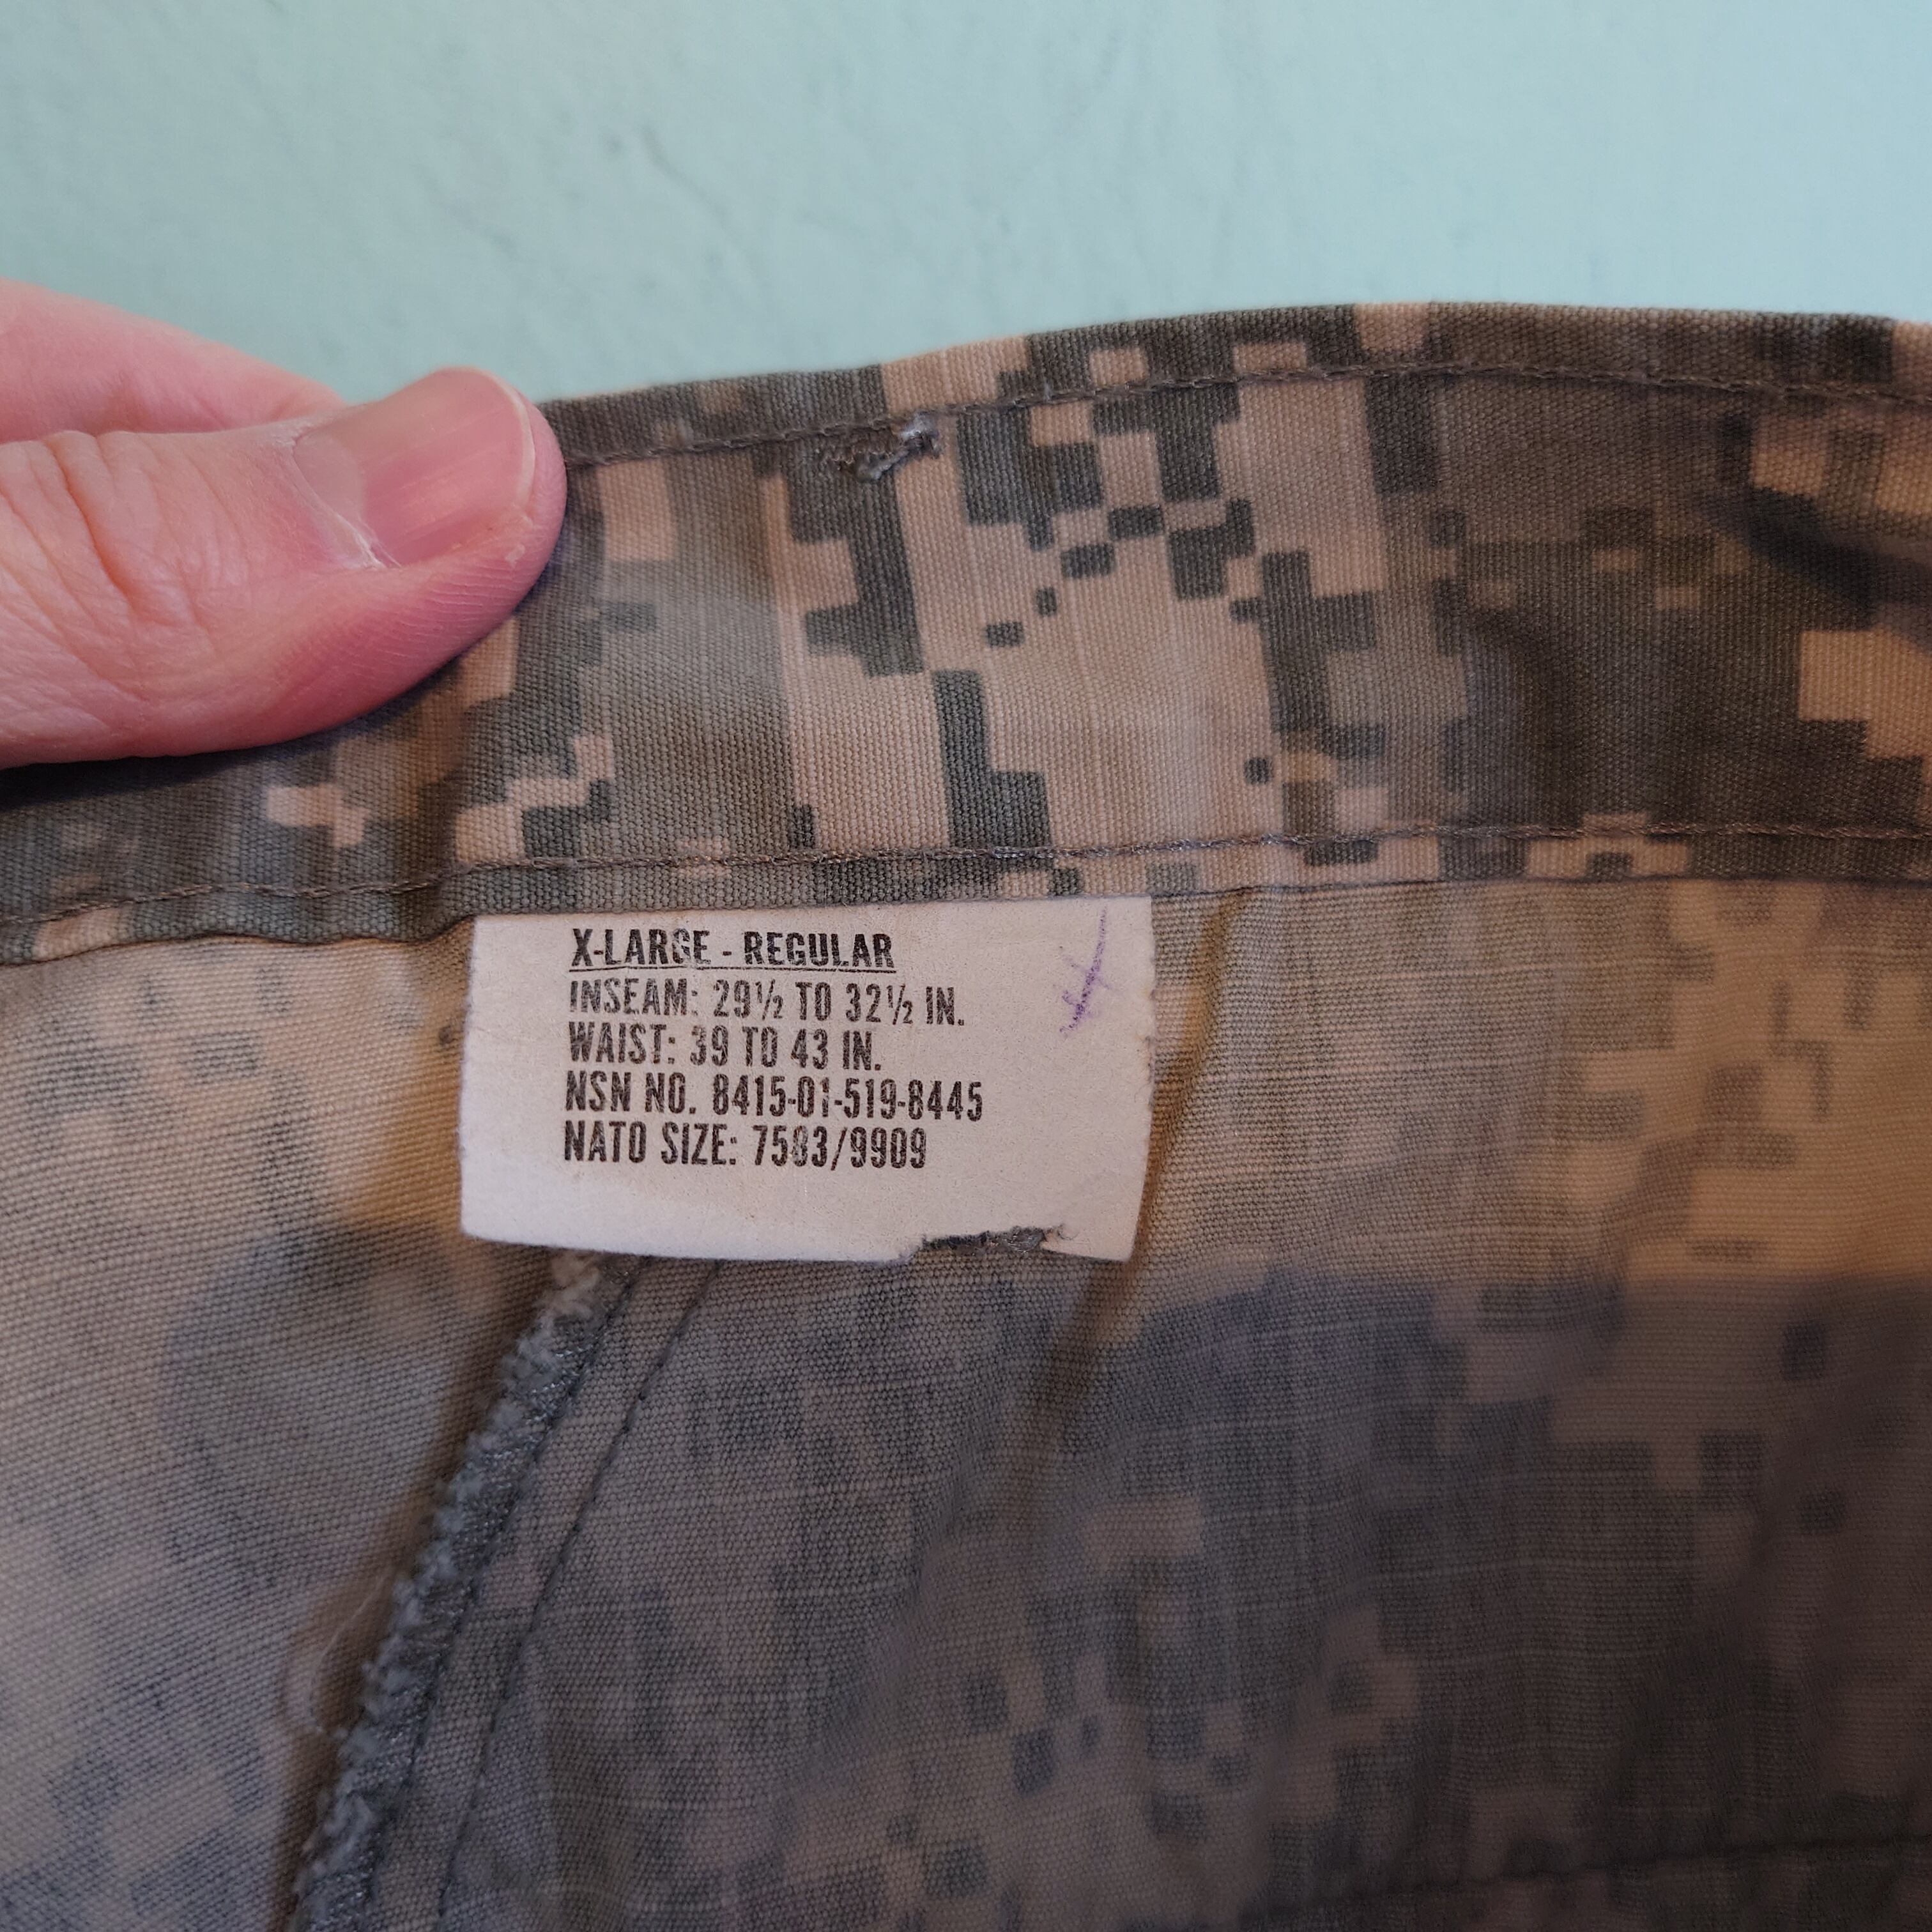 X-LARGE - REGULAR
INSEAM: 29½ TO 32½ IN.
WAIST: 39 TO 43 IN.
NSN NO. 8415-01-519-8445
NATO SIZE: 7583/9909